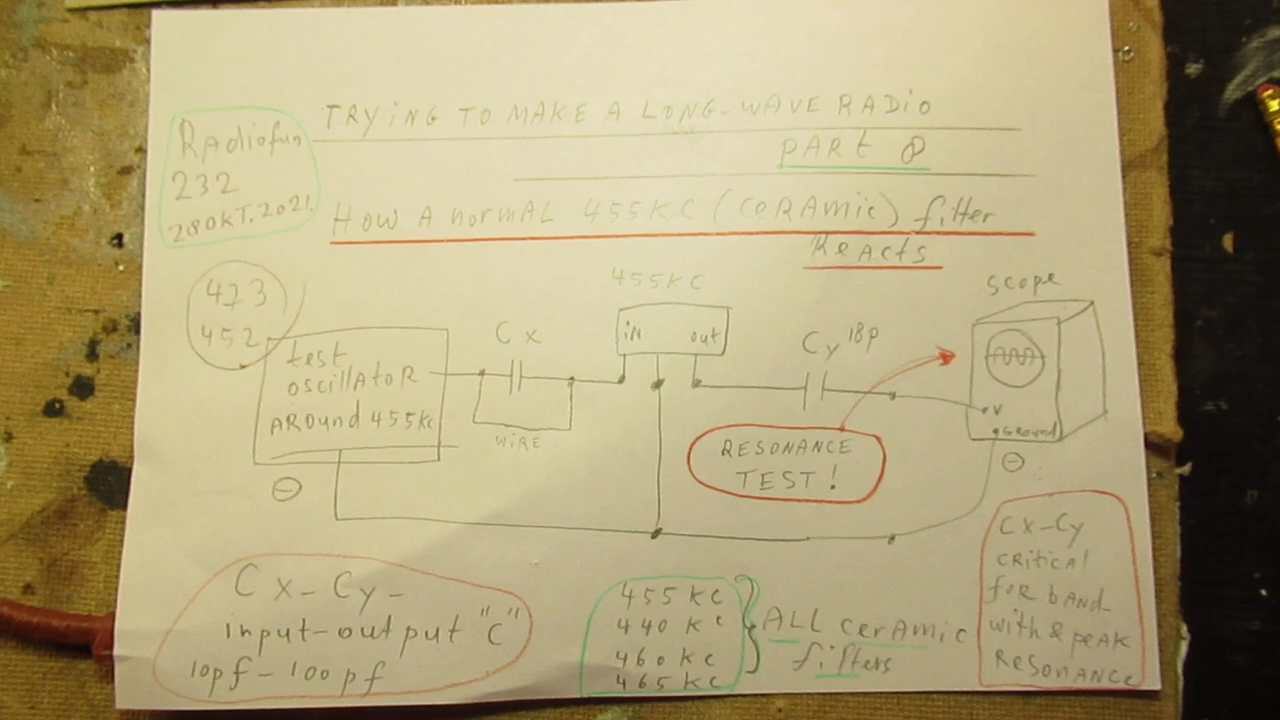 TRYING TO MAKE A LONG-WAVE RADIO
PART 8
Radiofun
232
28OKT.2021.
HOW A NORMAL 455KC (CERAMIC) filter
REActs
473
452
test
OSCILLATOR
AROUND 455Kc
Cx
WIRE
455KC
in out
Cy 18p
SCOPE
V
GROUND
RESONANCE
TEST!
Cx-Cy-
input-output "C"
10pf-100pf
455KC
440KC
460KC
465KC
ALL ceramic
filters
Cx-Cy
CRITICAl
foR bAND-
with & pEAK
RESONANCE